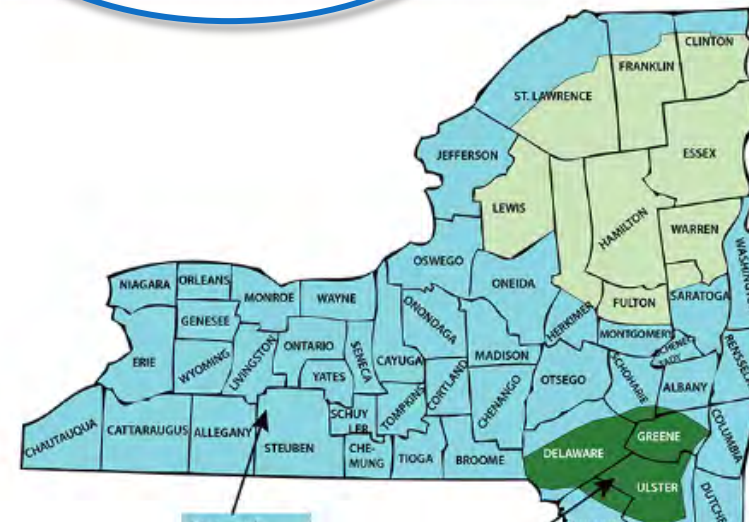 CLINTON
FRANKLIN
ST. LAWRENCE
JEFFERSON
ESSEX
LEWIS
HAMILTON
WARREN
OSWEGO
ONEIDA
HERKIMER
FULTON
SARATOGA
NIAGARA
ORLEANS
MONROE
WAYNE
GENESEE
ONONDAGA
MONTGOMERY
ERIE
WYOMING
LIVINGSTON
ONTARIO
YATES
SENECA
CAYUGA
MADISON
CORTLAND
TOMPKINS
CHENANGO
OTSEGO
SCHOHARIE
ALBANY
CHAUTAUQUA
CATTARAUGUS
ALLEGANY
STEUBEN
SCHUY
LER
CHE-
MUNG
TIOGA
BROOME
DELAWARE
GREENE
COLUMBIA
ULSTER